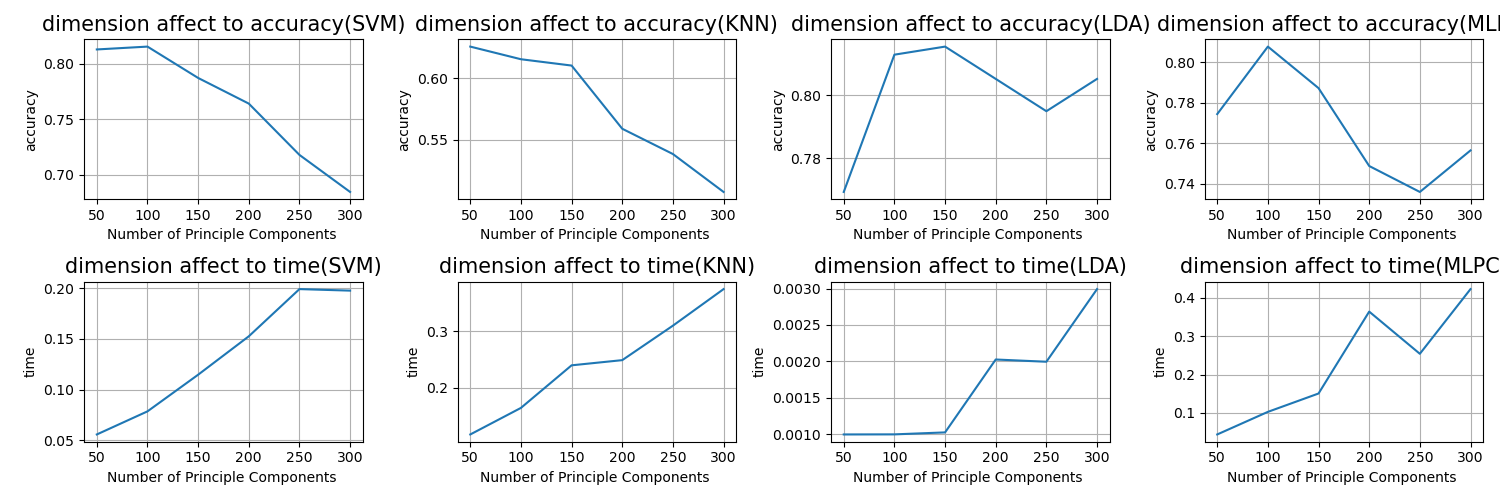 dimension affect to accuracy(SVM)
dimension affect to accuracy(KNN)
dimension affect to accuracy(LDA)
dimension affect to accuracy(ML
accuracy
0.80
0.75
0.70
50 100 150 200 250 300
Number of Principle Components
accuracy
0.60
0.55
50 100 150 200 250 300
Number of Principle Components
accuracy
0.80
0.78
50 100 150 200 250 300
Number of Principle Components
accuracy
0.80
0.78
0.76
0.74
50 100 150 200 250 300
Number of Principle Components
dimension affect to time(SVM)
dimension affect to time(KNN)
dimension affect to time(LDA)
dimension affect to time(MLPC
time
0.20
0.15
0.10
0.05
50 100 150 200 250 300
Number of Principle Components
time
0.3
0.2
50 100 150 200 250 300
Number of Principle Components
time
0.0030
0.0025
0.0020
0.0015
0.0010
50 100 150 200 250 300
Number of Principle Components
time
0.4
0.3
0.2
0.1
50 100 150 200 250 300
Number of Principle Components